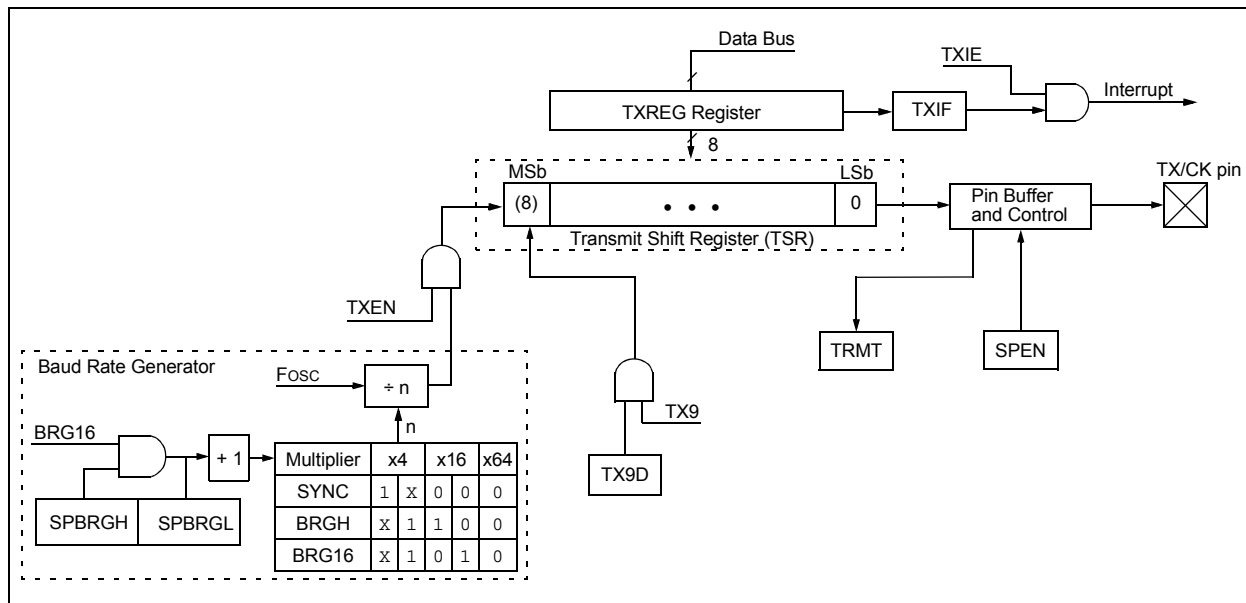 Data Bus
TXIE
Interrupt
TXREG Register
TXIF
8
MSb
LSb
TX/CK pin
(8)
• • •
0
Pin Buffer
and Control
Transmit Shift Register (TSR)
TXEN
TRMT
SPEN
Baud Rate Generator
FOSC
÷ n
TX9
n
BRG16
+ 1
Multiplier x4 x16 x64
TX9D
SYNC 1 X 0 0 0
SPBRGH SPBRGL
BRGH X 1 1 0 0
BRG16 X 1 0 1 0